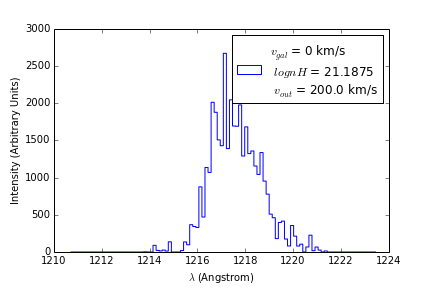 3000
2500
2000
1500
1000
500
0
Intensity (Arbitrary Units)
v_gal = 0 km/s
lognH = 21.1875
v_out = 200.0 km/s
1210 1212 1214 1216 1218 1220 1222 1224
λ (Angstrom)